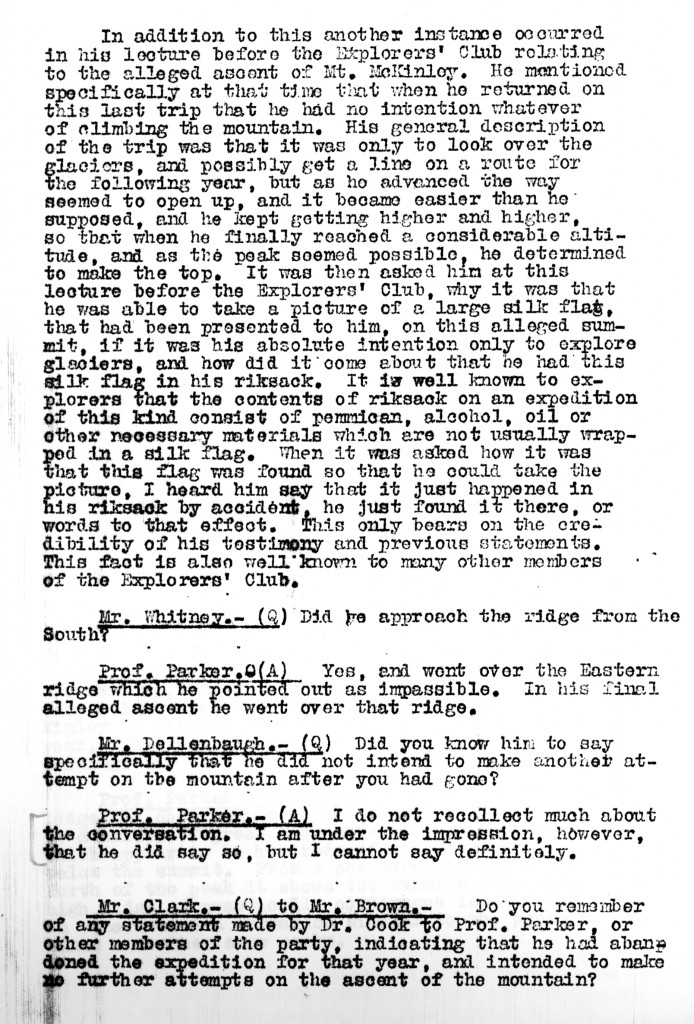 In addition to this another instance occurred
in his lecture before the Explorers' Club relating
to the alleged ascent of Mt. McKinley. He mentioned
specifically at that time that when he returned on
this last trip that he had no intention whatever
of climbing the mountain. His general description
of the trip was that it was only to look over the
glaciers, and possibly get a line on a route for
the following year, but as he advanced the way
seemed to open up, and it became easier than he
supposed, and he kept getting higher and higher,
so that when he finally reached a considerable alti-
tude, and as the peak seemed possible, he determined
to make the top. It was then asked him at this
lecture before the Explorers' Club, why it was that
he was able to take a picture of a large silk flag,
that had been presented to him, on this alleged sum-
mit, if it was his absolute intention only to explore
glaciers, and how did it come about that he had this
silk flag in his riksack. It is well known to ex-
plorers that the contents of riksack on an expedition
of this kind consist of pemmican, alcohol, oil or
other necessary materials which are not usually wrap-
ped in a silk flag. When it was asked how it was
that this flag was found so that he could take the
picture, I heard him say that it just happened in
his riksack by accident, he just found it there, or
words to that effect. This only bears on the cre-
dibility of his testimony and previous statements.
This fact is also well known to many other members
of the Explorers' Club.
Mr. Whitney.- (Q) Did he approach the ridge from the
South?
Prof. Parker.0(A) Yes, and went over the Eastern
ridge which he pointed out as impassible. In his final
alleged ascent he went over that ridge.
Mr. Dellenbaugh.- (Q) Did you know him to say
specifically that he did not intend to make another at-
tempt on the mountain after you had gone?
Prof. Parker.- (A) I do not recollect much about
the conversation. I am under the impression, however,
that he did say so, but I cannot say definitely.
Mr. Clark.- (Q) to Mr. Brown.- Do you remember
of any statement made by Dr. Cook to Prof. Parker, or
other members of the party, indicating that he had aban-
doned the expedition for that year, and intended to make
no further attempts on the ascent of the mountain?